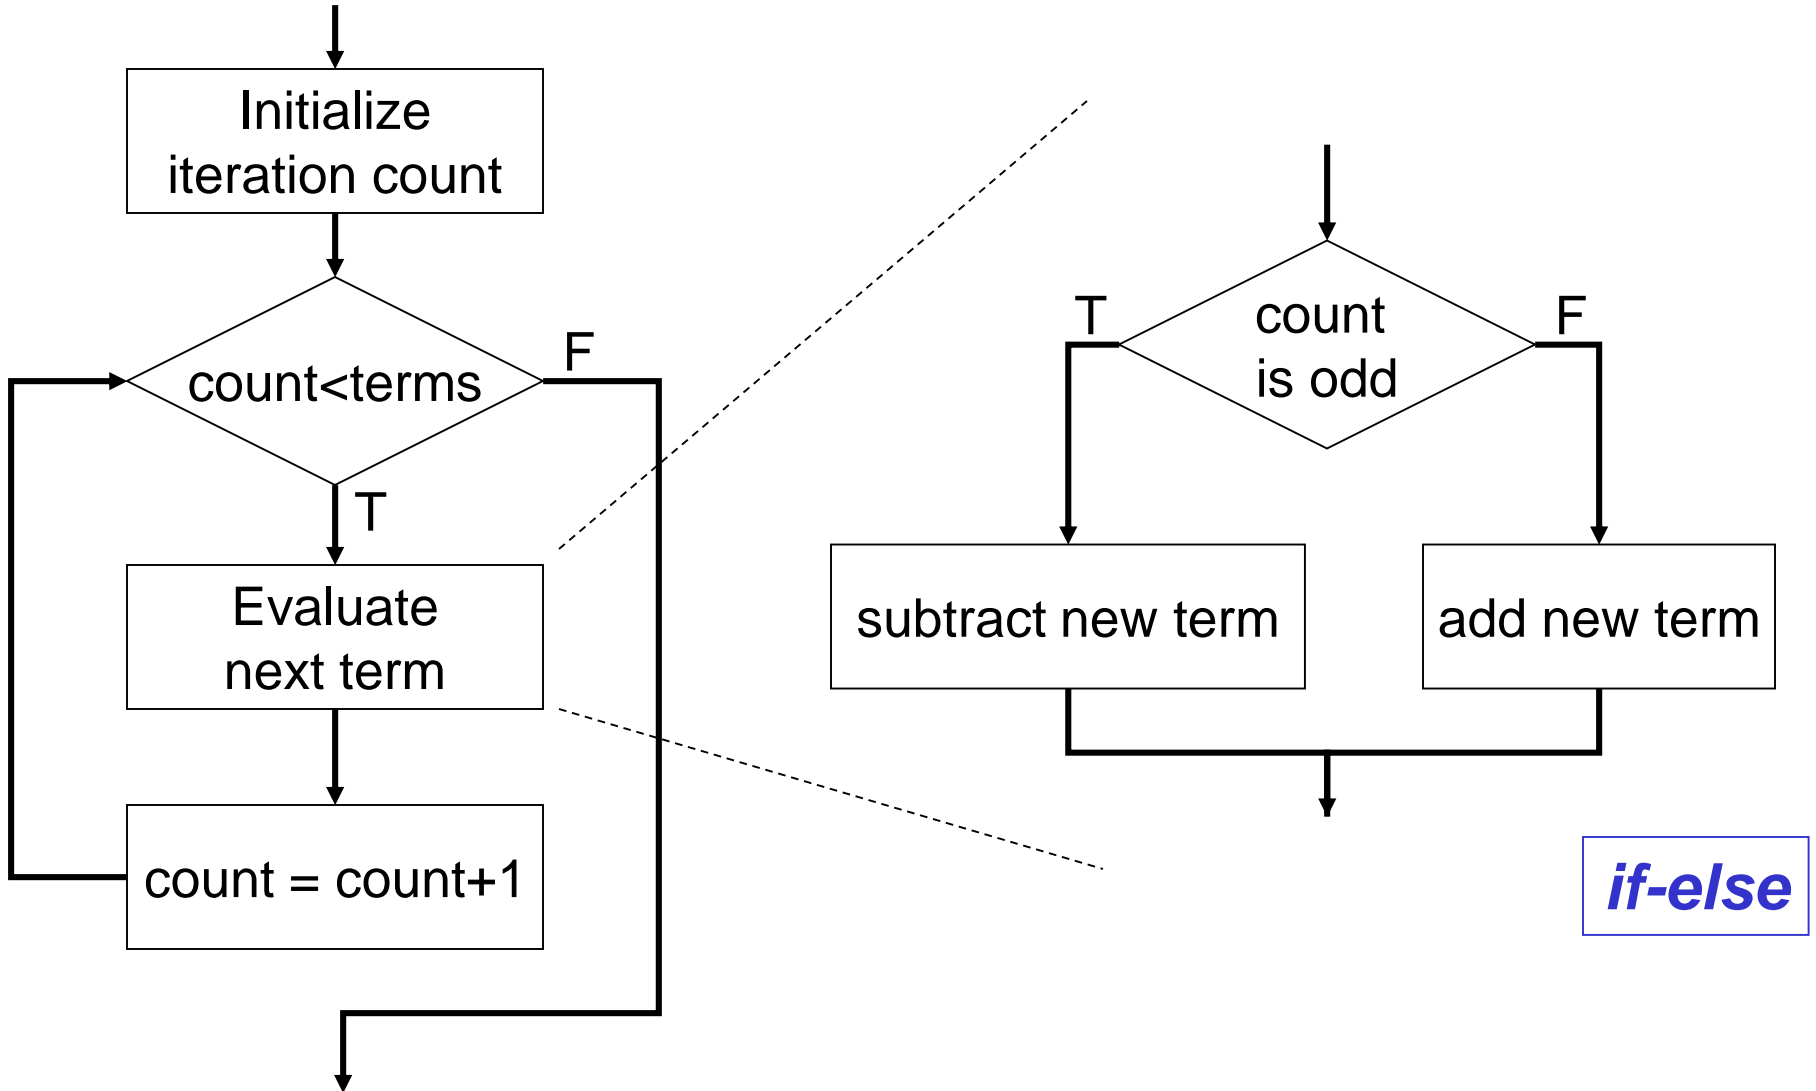 Initialize
iteration count
count<terms
F
T
Evaluate
next term
count = count+1
T
count
is odd
F
subtract new term
add new term
if-else